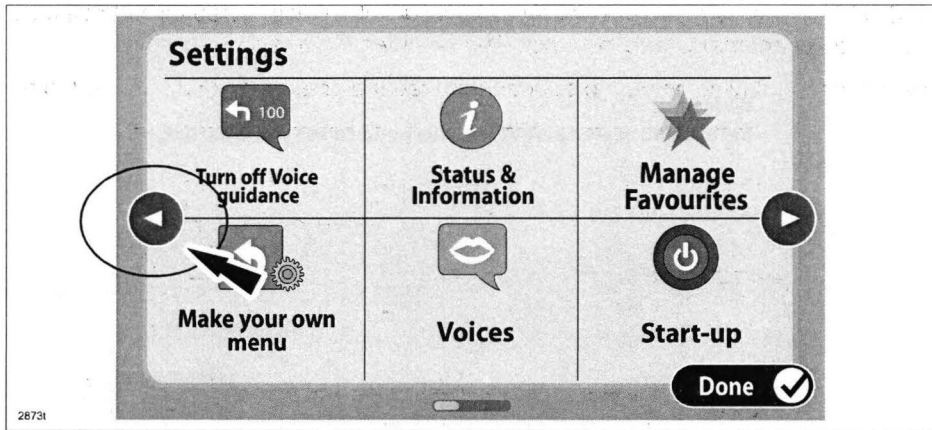 Settings
100
i
Turn off Voice
guidance
Status &
Information
Manage
Favourites
Make your own
menu
Voices
Start-up
Done
2873t